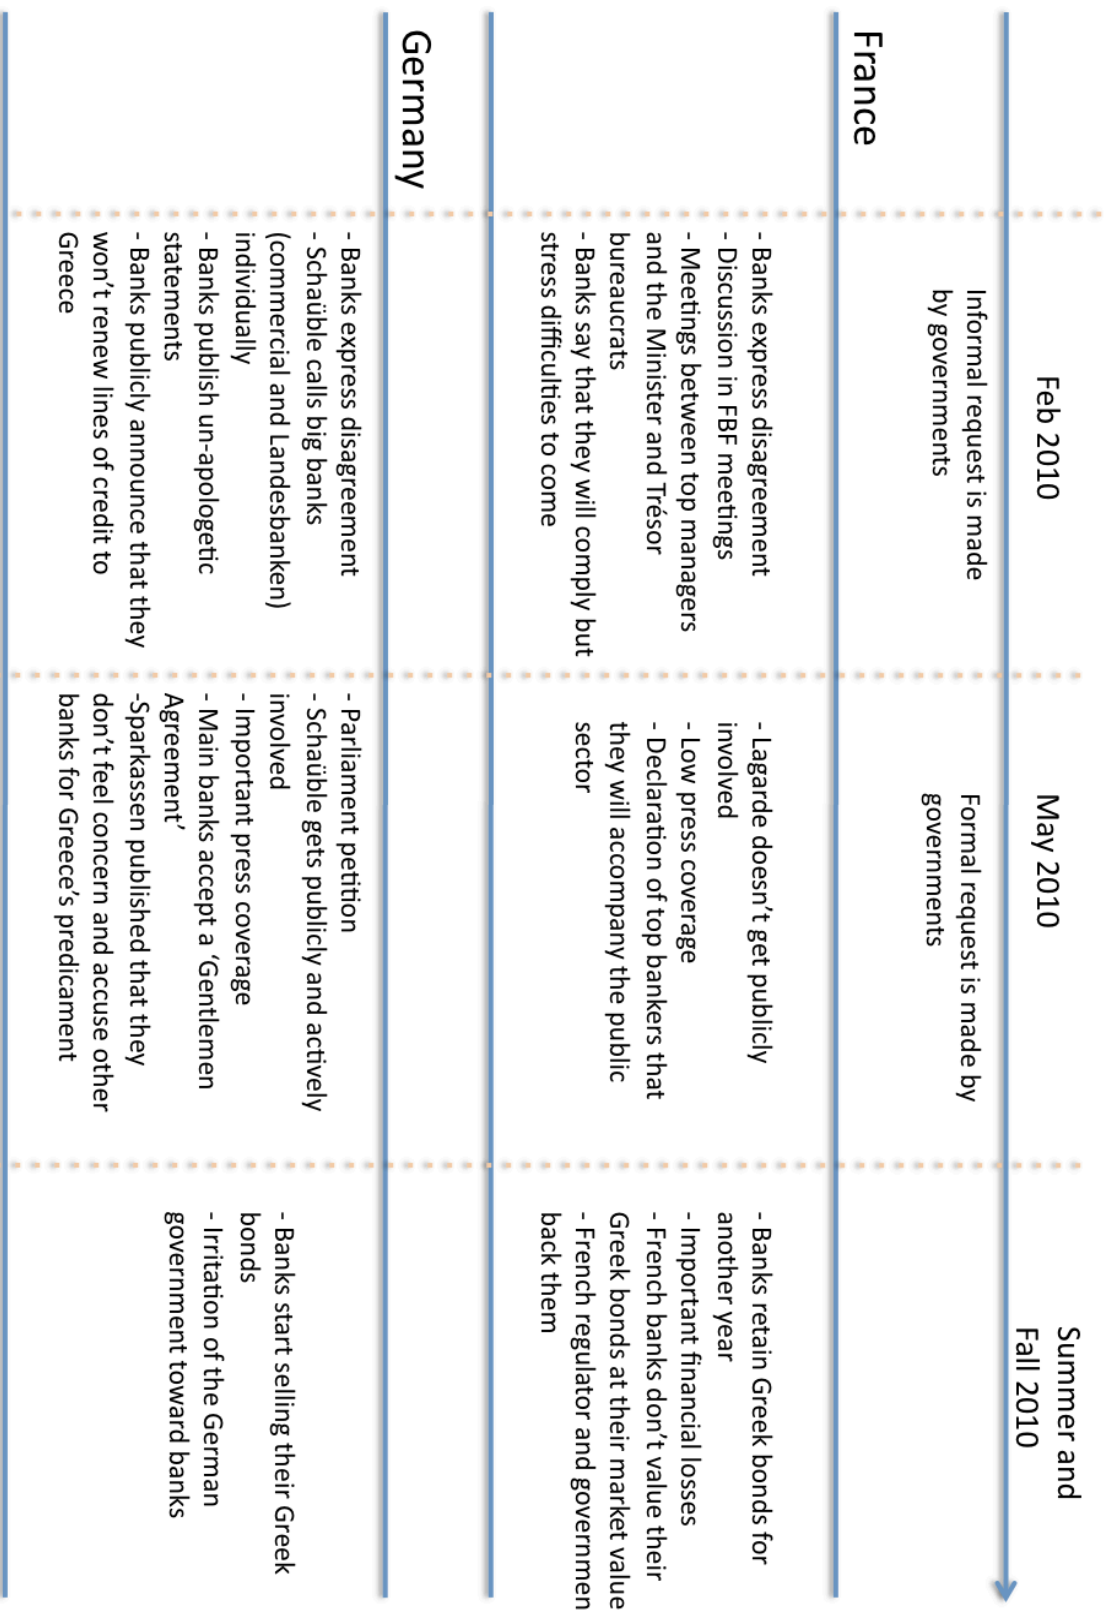 Feb 2010
May 2010
Summer and
Fall 2010
Informal request is made
by governments
Formal request is made by
governments
France
- Banks express disagreement
- Discussion in FBF meetings
- Meetings between top managers
and the Minister and Trésor
bureaucrats
- Banks say that they will comply but
stress difficulties to come
- Lagarde doesn't get publicly
involved
- Low press coverage
- Declaration of top bankers that
they will accompany the public
sector
- Banks retain Greek bonds for
another year
- Important financial losses
- French banks don't value their
Greek bonds at their market value
- French regulator and governmen
back them
Germany
- Banks express disagreement
- Schaüble calls big banks
(commercial and Landesbanken)
individually
- Banks publish un-apologetic
statements
- Banks publicly announce that they
won't renew lines of credit to
Greece
- Parliament petition
- Schaüble gets publicly and actively
involved
- Important press coverage
- Main banks accept a 'Gentlemen
Agreement'
-Sparkassen published that they
don't feel concern and accuse other
banks for Greece's predicament
- Banks start selling their Greek
bonds
- Irritation of the German
government toward banks